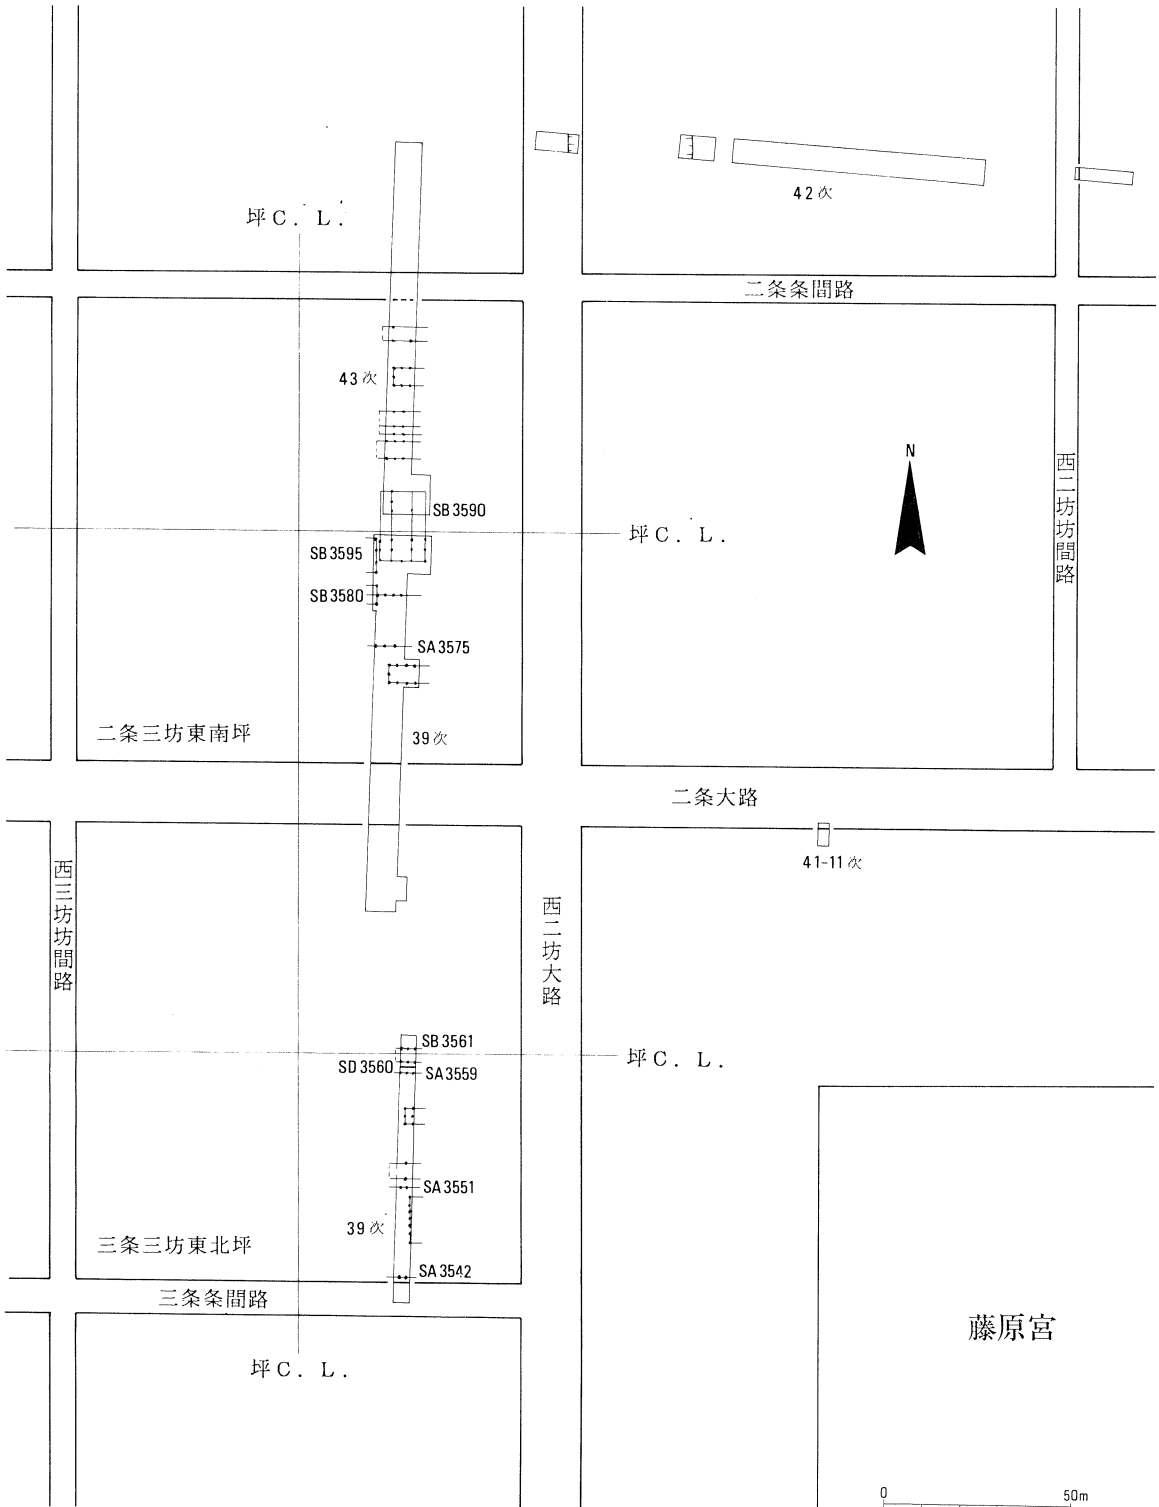 42次
坪C.L.
二条条間路
43次
N
西二坊坊間路
SB3590
坪C.L.
SB3595
SB3580
SA3575
二条三坊東南坪
39次
二条大路
41-11次
西三坊坊間路
西二坊大路
SB3561
坪C.L.
SD3560
SA3559
SA3551
39次
三条三坊東北坪
SA3542
三条条間路
藤原宮
坪C.L.
0 50m